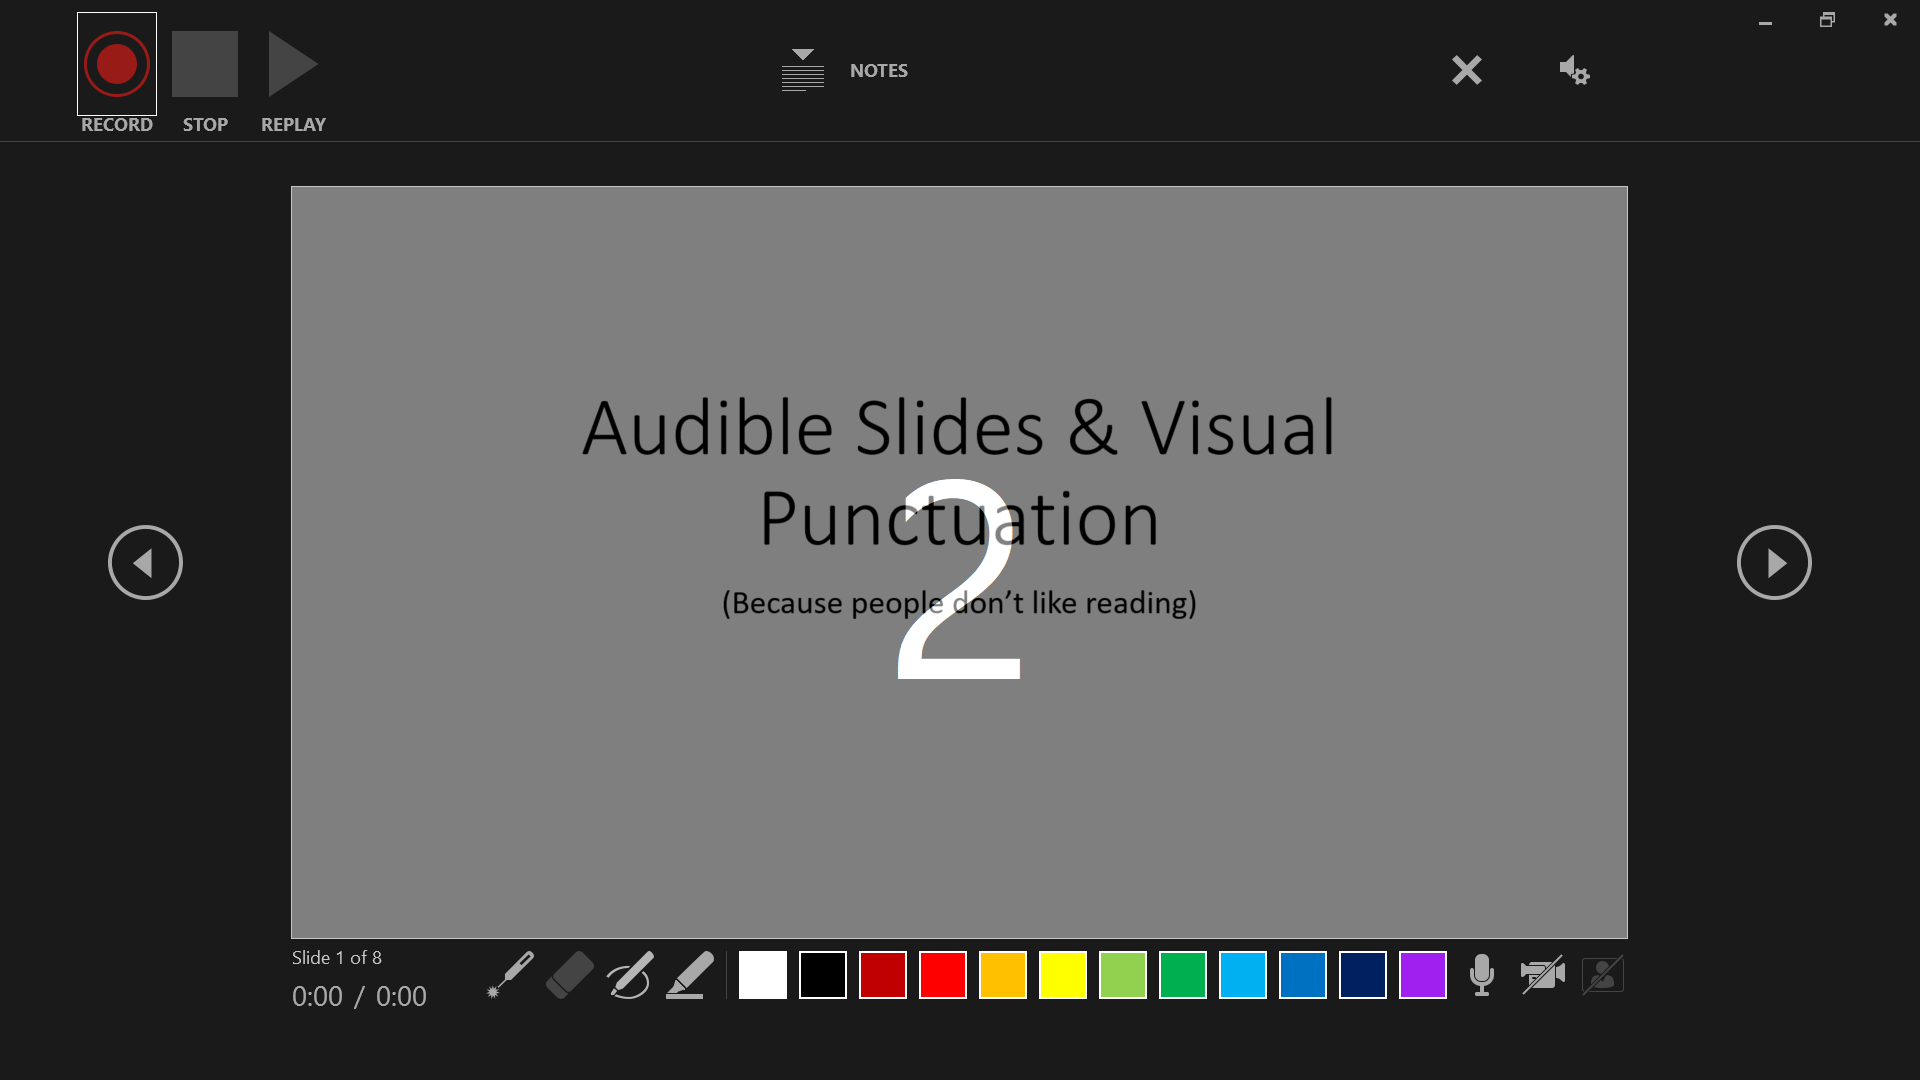 RECORD
STOP
REPLAY
NOTES
Audible Slides & Visual
Punctuation
(Because people don’t like reading)
2
Slide 1 of 8
0:00 / 0:00